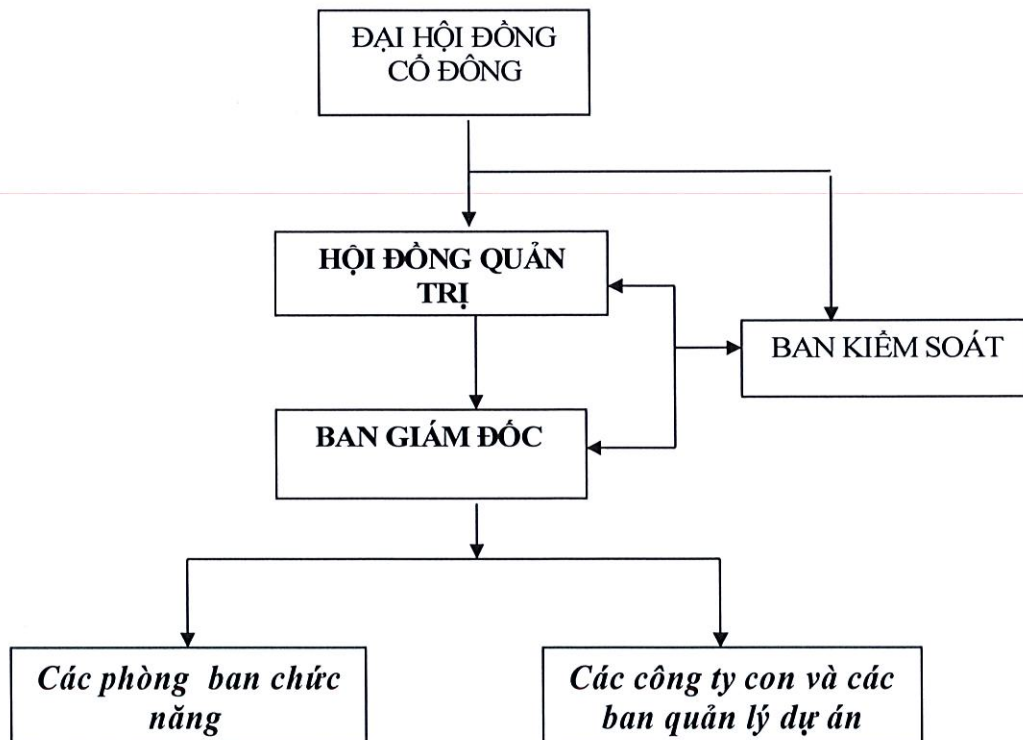 ĐẠI HỘI ĐỒNG
CỔ ĐÔNG
HỘI ĐỒNG QUẢN
TRỊ
BAN KIỂM SOÁT
BAN GIÁM ĐỐC
Các phòng ban chức
năng
Các công ty con và các
ban quản lý dự án